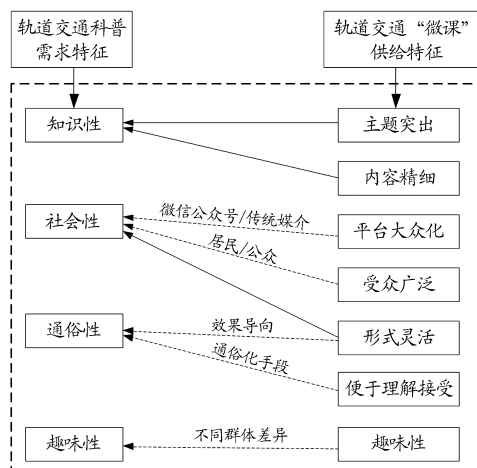 轨道交通科普
需求特征
轨道交通“微课”
供给特征
知识性
主题突出
内容精细
社会性
微信公众号/传统媒介
平台大众化
居民/公众
受众广泛
通俗性
效果导向
形式灵活
通俗化手段
便于理解接受
趣味性
不同群体差异
趣味性